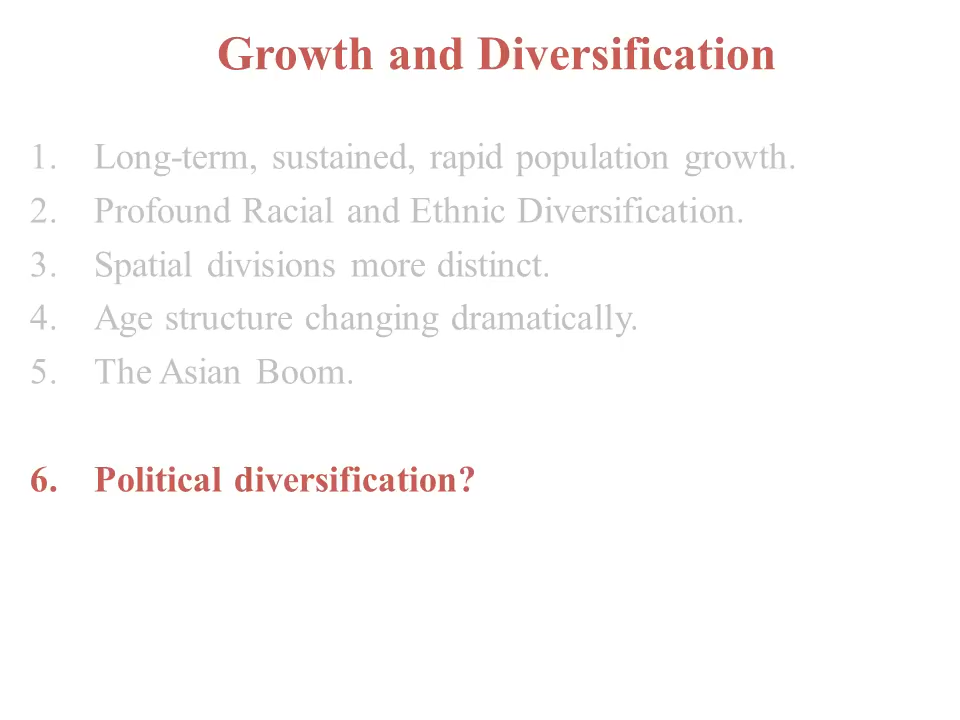 Growth and Diversification
1. Long-term, sustained, rapid population growth.
2. Profound Racial and Ethnic Diversification.
3. Spatial divisions more distinct.
4. Age structure changing dramatically.
5. The Asian Boom.
6. Political diversification?